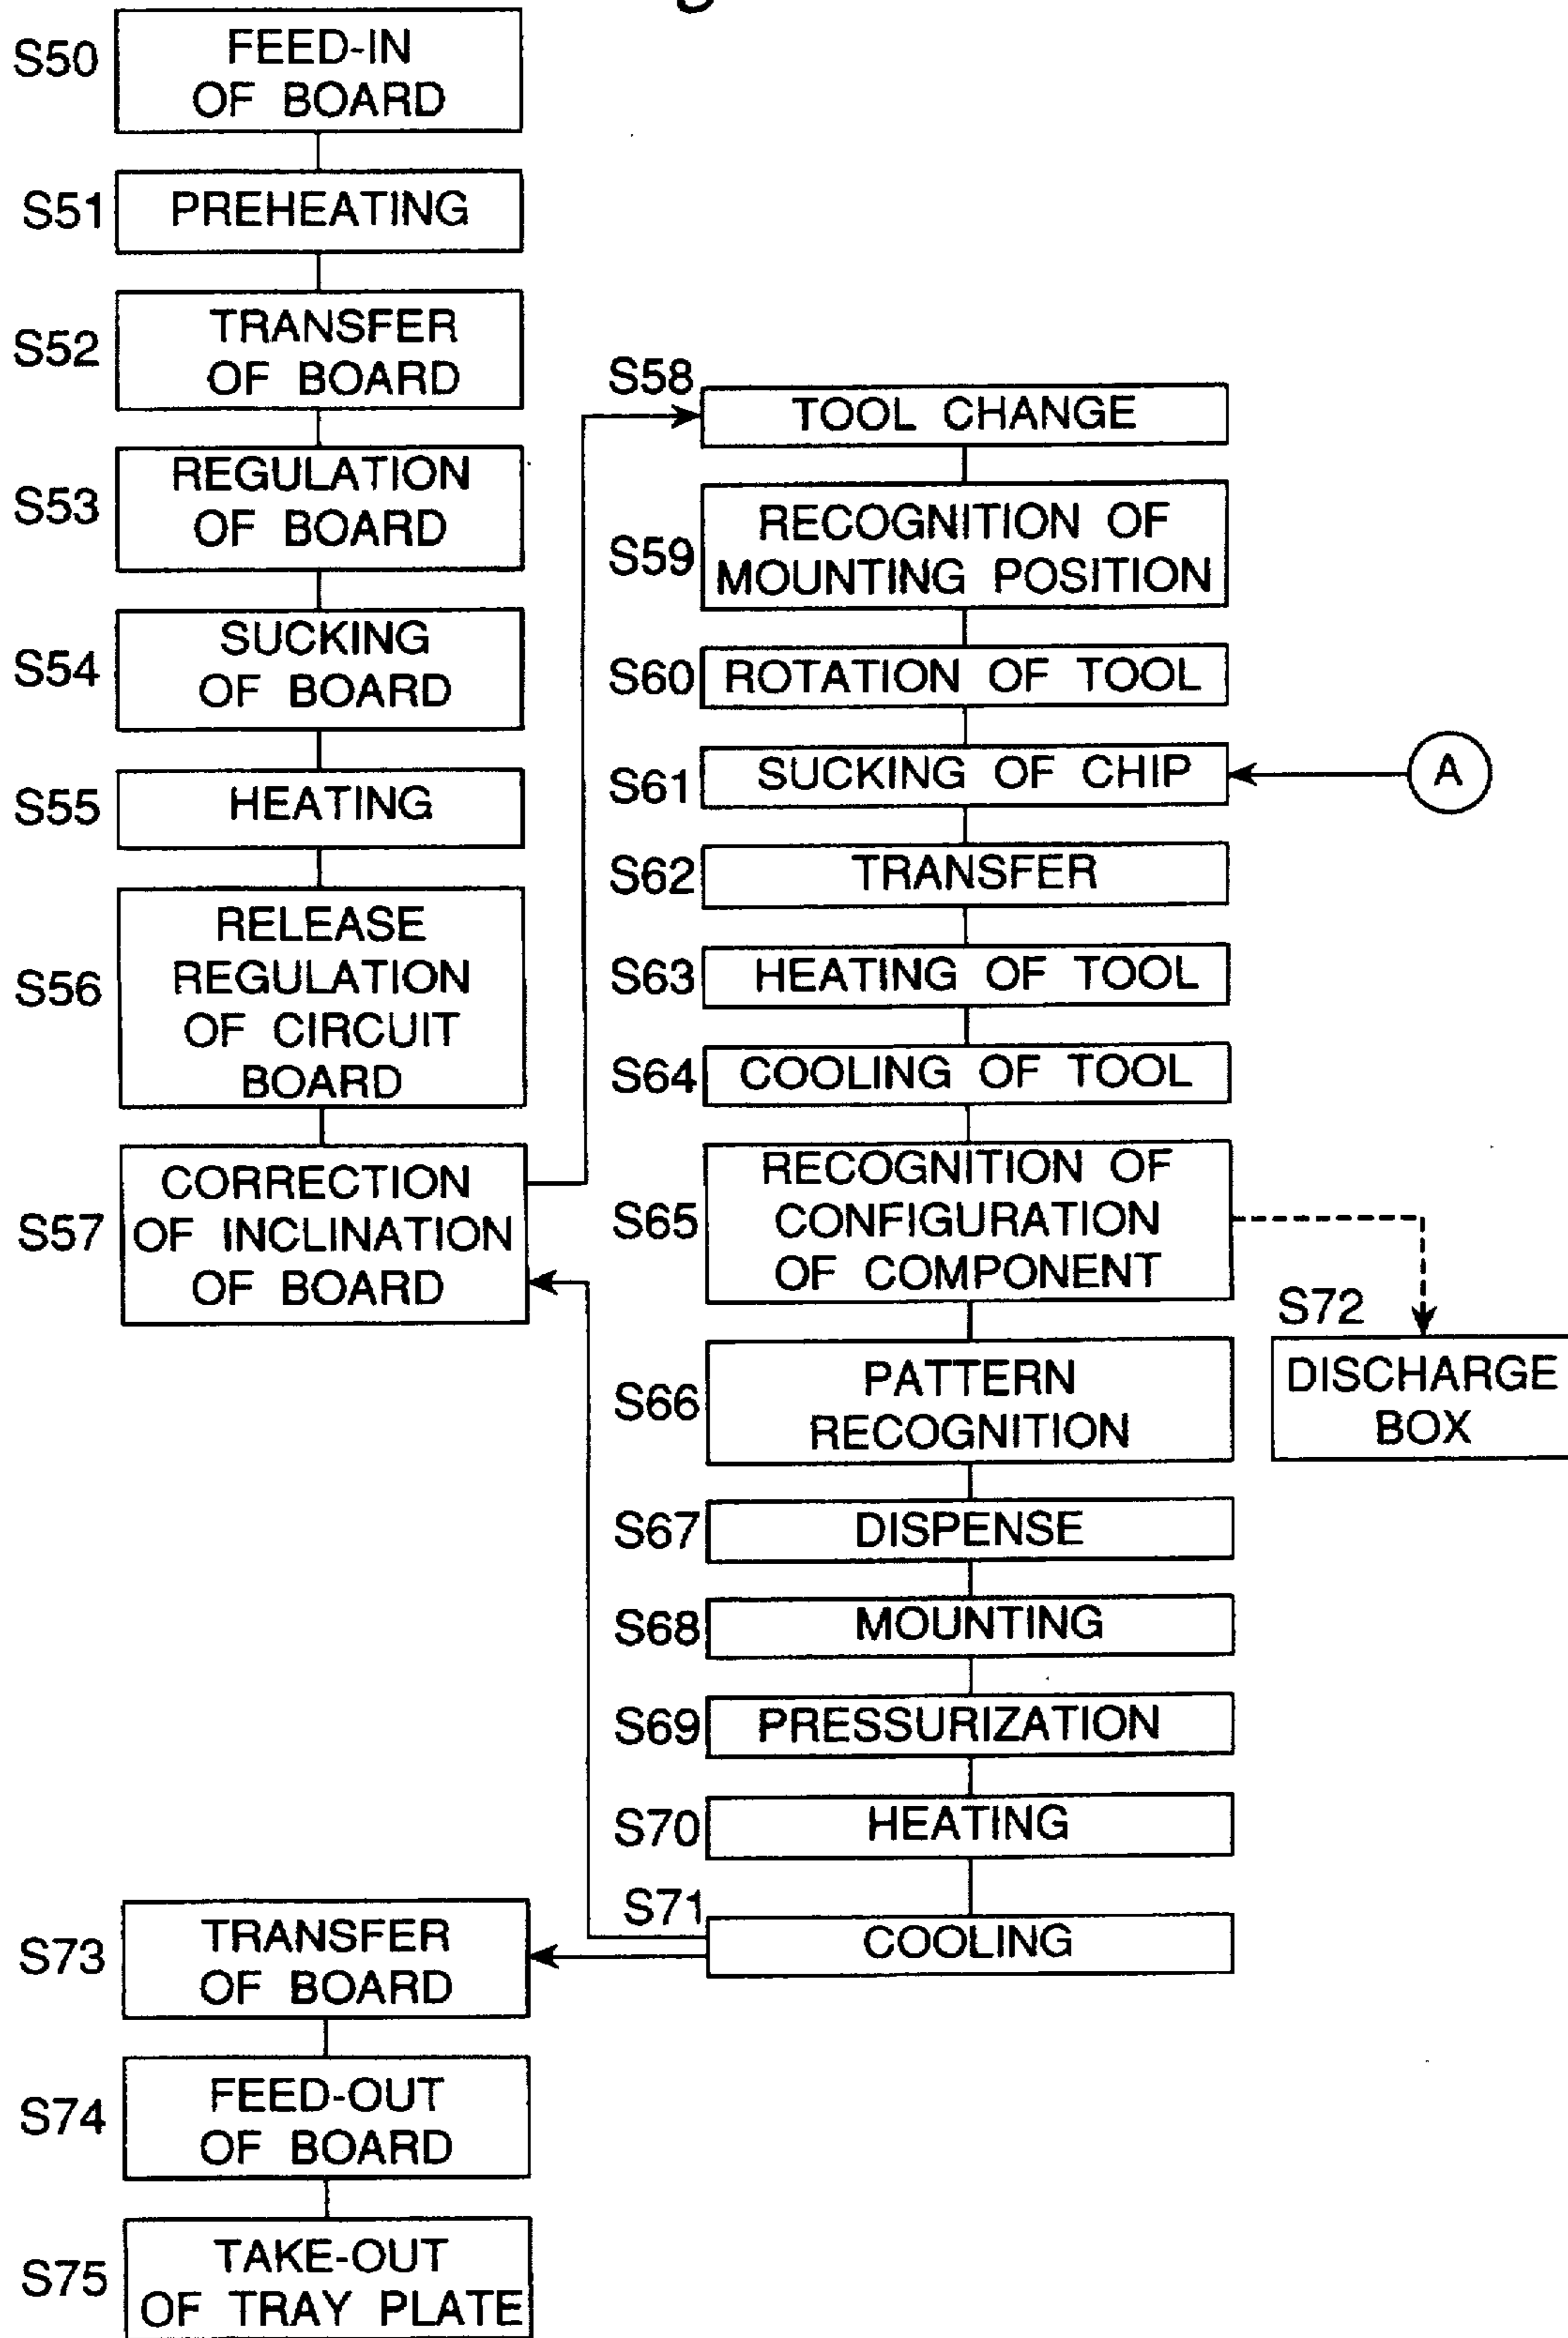 S50
FEED-IN
OF BOARD
S51
PREHEATING
S52
TRANSFER
OF BOARD
S53
REGULATION
OF BOARD
S54
SUCKING
OF BOARD
S55
HEATING
S56
RELEASE
REGULATION
OF CIRCUIT
BOARD
S57
CORRECTION
OF INCLINATION
OF BOARD
S58
TOOL CHANGE
S59
RECOGNITION OF
MOUNTING POSITION
S60
ROTATION OF TOOL
S61
SUCKING OF CHIP
A
S62
TRANSFER
S63
HEATING OF TOOL
S64
COOLING OF TOOL
S65
RECOGNITION OF
CONFIGURATION
OF COMPONENT
S72
DISCHARGE
BOX
S66
PATTERN
RECOGNITION
S67
DISPENSE
S68
MOUNTING
S69
PRESSURIZATION
S70
HEATING
S71
COOLING
S73
TRANSFER
OF BOARD
S74
FEED-OUT
OF BOARD
S75
TAKE-OUT
OF TRAY PLATE